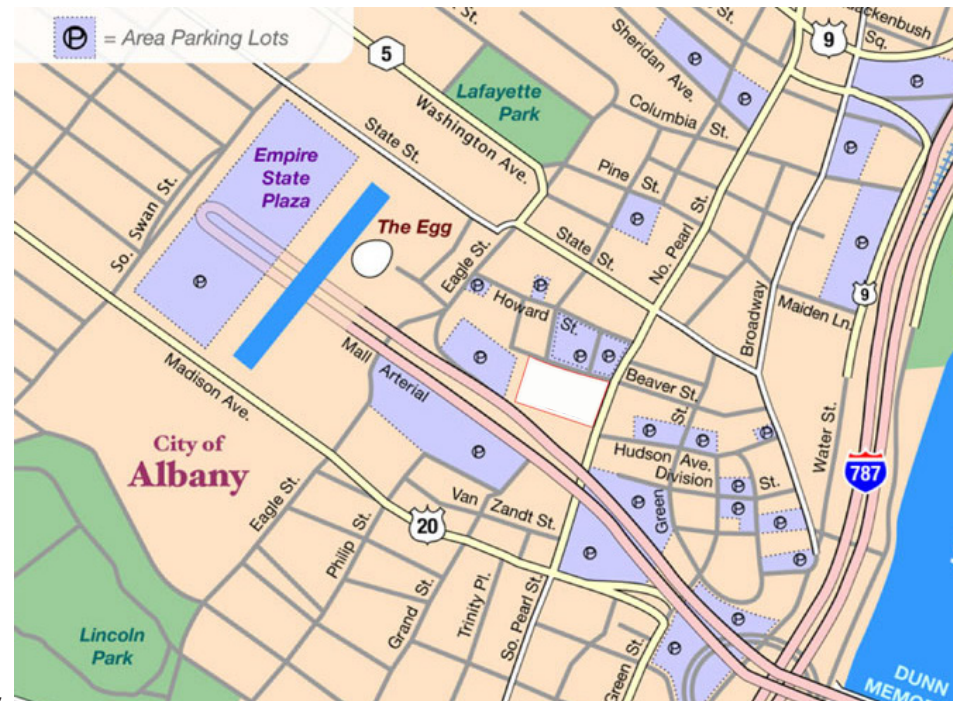 ℗ = Area Parking Lots
5
9
Quackenbush
Sq.
Sheridan Ave.
Lafayette
Park
Washington Ave.
Columbia St.
State St.
Empire
State
Plaza
So. Swan St.
The Egg
Pine St.
No. Pearl St.
State St.
Eagle St.
Howard St.
Broadway
Maiden Ln.
9
Madison Ave.
Mall
Arterial
Beaver St.
City of
Albany
Hudson Ave.
Division St.
Water St.
787
Green St.
Eagle St.
Van Zandt St.
20
Philip St.
Grand St.
Trinity Pl.
So. Pearl St.
Green St.
Lincoln
Park
DUNN